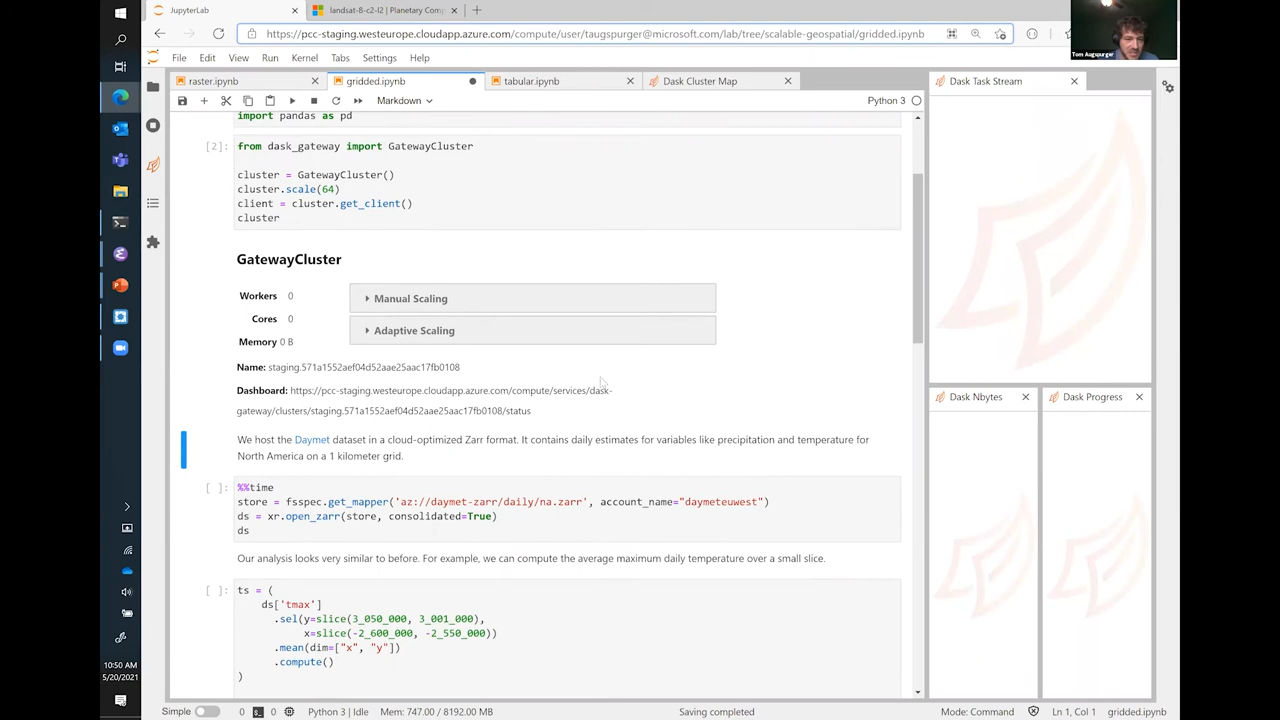 JupyterLab
landsat-8-c2-l2 | Planetary Comp
https://pcc-staging.westeurope.cloudapp.azure.com/compute/user/taugspurger@microsoft.com/lab/tree/scalable-geospatial/gridded.ipynb
Tom Augspurger
File Edit View Run Kernel Tabs Settings Help
raster.ipynb
gridded.ipynb
tabular.ipynb
Dask Cluster Map
Dask Task Stream
Markdown
Python 3
import pandas as pd
[2]: from dask_gateway import GatewayCluster
cluster = GatewayCluster()
cluster.scale(64)
client = cluster.get_client()
cluster
GatewayCluster
Workers 0
Manual Scaling
Cores 0
Adaptive Scaling
Memory 0 B
Name: staging.571a1552aef04d52aae25aac17fb0108
Dashboard: https://pcc-staging.westeurope.cloudapp.azure.com/compute/services/dask-
gateway/clusters/staging.571a1552aef04d52aae25aac17fb0108/status
Dask Nbytes
Dask Progress
We host the Daymet dataset in a cloud-optimized Zarr format. It contains daily estimates for variables like precipitation and temperature for
North America on a 1 kilometer grid.
[ ]: %%time
store = fsspec.get_mapper('az://daymet-zarr/daily/na.zarr', account_name="daymeteuwest")
ds = xr.open_zarr(store, consolidated=True)
ds
Our analysis looks very similar to before. For example, we can compute the average maximum daily temperature over a small slice.
[ ]: ts = (
ds['tmax']
.sel(y=slice(3_050_000, 3_001_000),
x=slice(-2_600_000, -2_550_000))
.mean(dim=["x", "y"])
.compute()
)
10:50 AM
5/20/2021
Simple
0
0
Python 3 | Idle
Mem: 747.00 / 8192.00 MB
Saving completed
Mode: Command
Ln 1, Col 1
gridded.ipynb